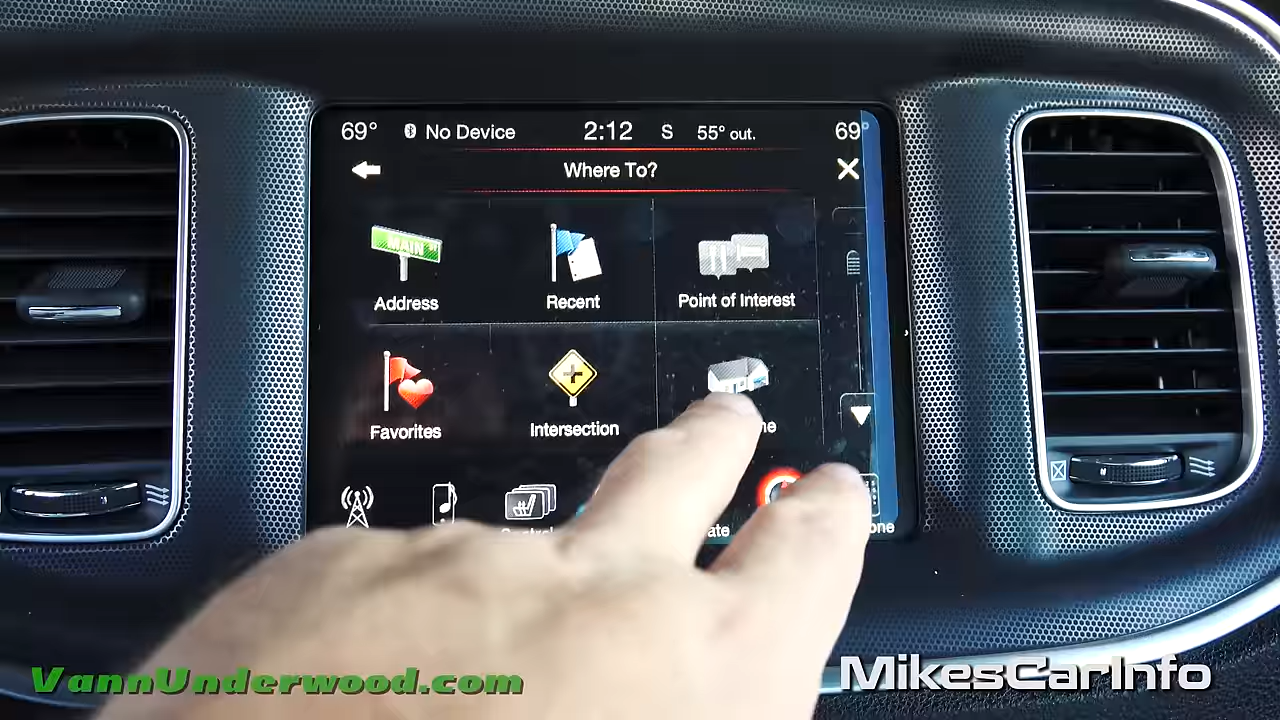 69° No Device 2:12 S 55° out. 69°
Where To?
MAIN
Address Recent Point of Interest
Favorites Intersection
VannUnderwood.com
MikesCarInfo